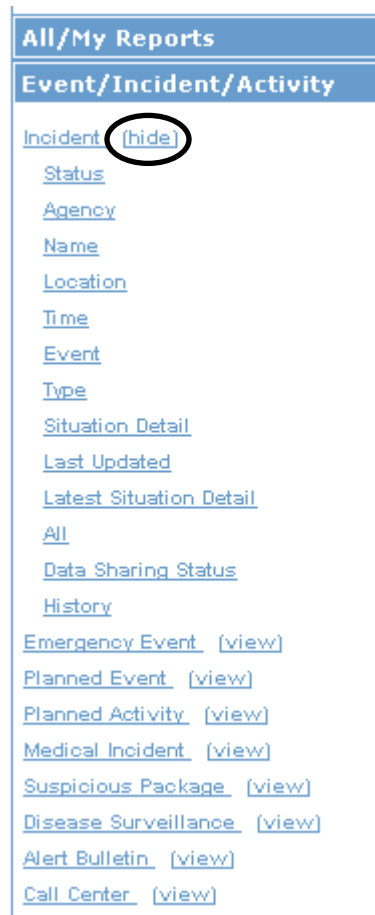 All/My Reports
Event/Incident/Activity
Incident (hide)
Status
Agency
Name
Location
Time
Event
Type
Situation Detail
Last Updated
Latest Situation Detail
All
Data Sharing Status
History
Emergency Event (view)
Planned Event (view)
Planned Activity (view)
Medical Incident (view)
Suspicious Package (view)
Disease Surveillance (view)
Alert Bulletin (view)
Call Center (view)